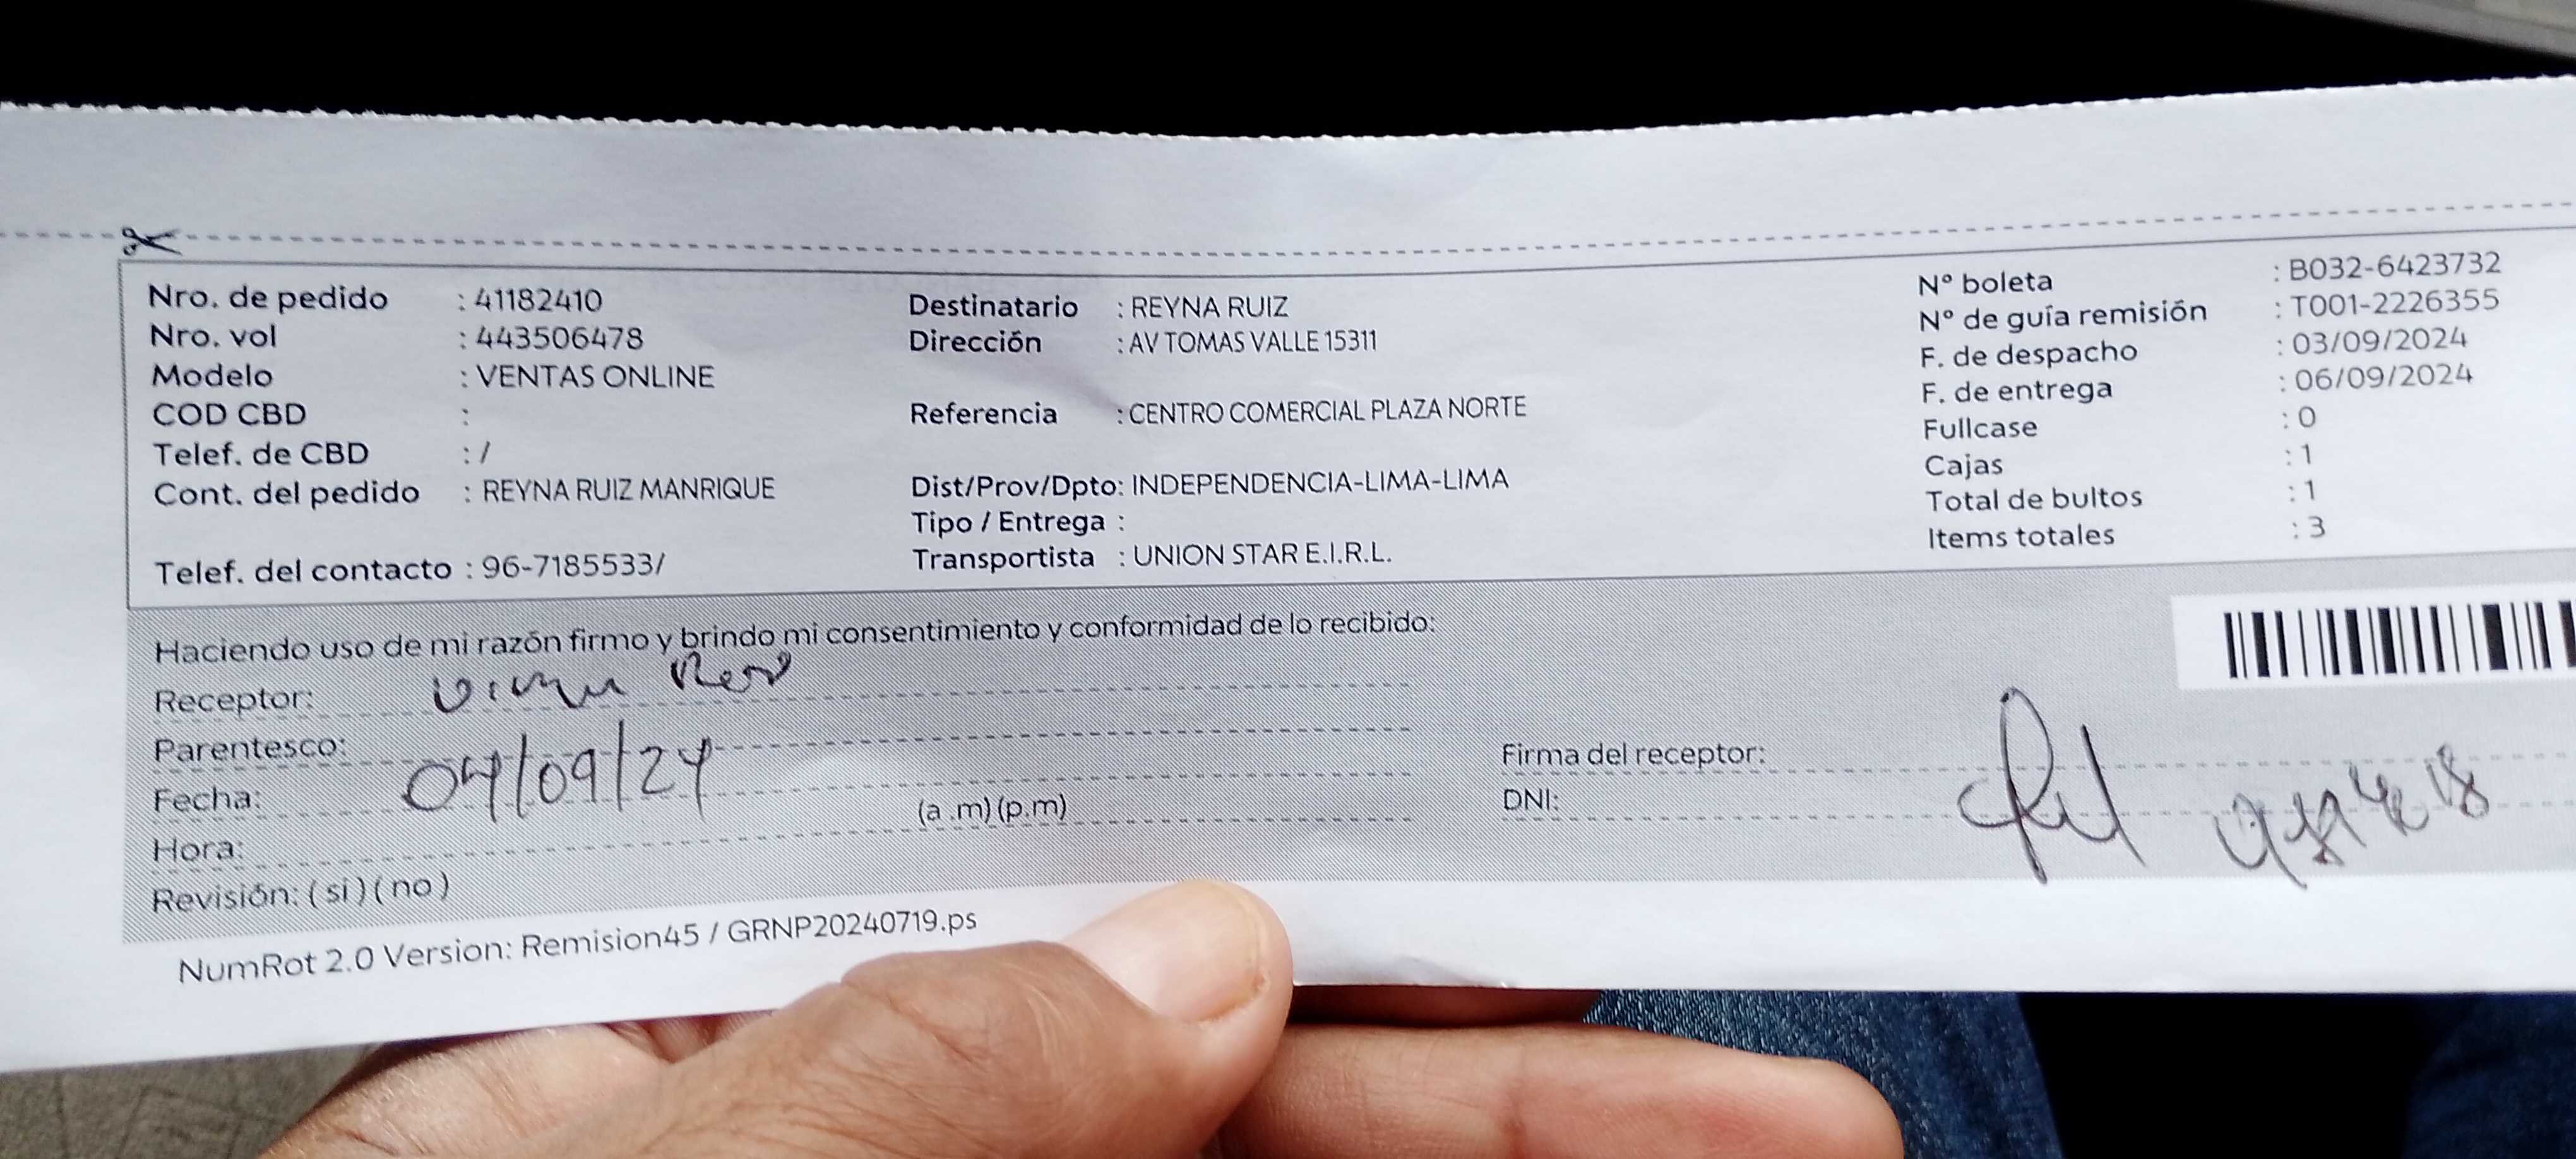 Nro. de pedido : 41182410
Nro. vol : 443506478
Modelo : VENTAS ONLINE
COD CBD :
Telef. de CBD : /
Cont. del pedido : REYNA RUIZ MANRIQUE
Telef. del contacto : 96-7185533/
Destinatario : REYNA RUIZ
Dirección : AV TOMAS VALLE 15311
Referencia : CENTRO COMERCIAL PLAZA NORTE
Dist/Prov/Dpto: INDEPENDENCIA-LIMA-LIMA
Tipo / Entrega :
Transportista : UNION STAR E.I.R.L.
N° boleta : B032-6423732
N° de guía remisión : T001-2226355
F. de despacho : 03/09/2024
F. de entrega : 06/09/2024
Fullcase : 0
Cajas : 1
Total de bultos : 1
Items totales : 3
Haciendo uso de mi razón firmo y brindo mi consentimiento y conformidad de lo recibido:
Receptor:
Parentesco:
Fecha: 04/09/24
Hora: (a .m) (p.m)
Revisión: ( si ) ( no )
Firma del receptor:
DNI:
NumRot 2.0 Version: Remision45 / GRNP20240719.ps